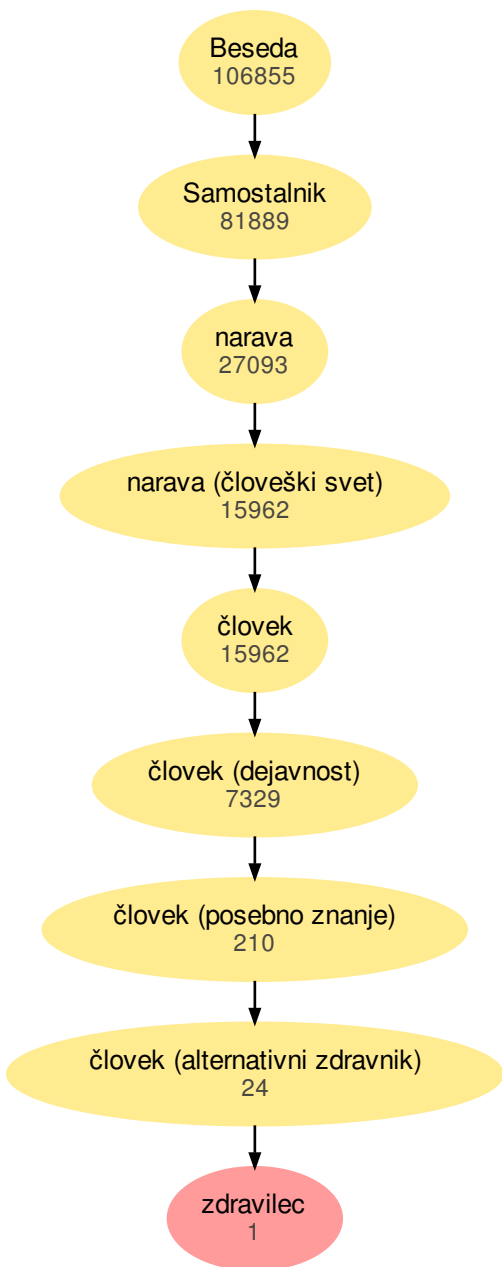 Beseda
106855
Samostalnik
81889
narava
27093
narava (človeški svet)
15962
človek
15962
človek (dejavnost)
7329
človek (posebno znanje)
210
človek (alternativni zdravnik)
24
zdravilec
1